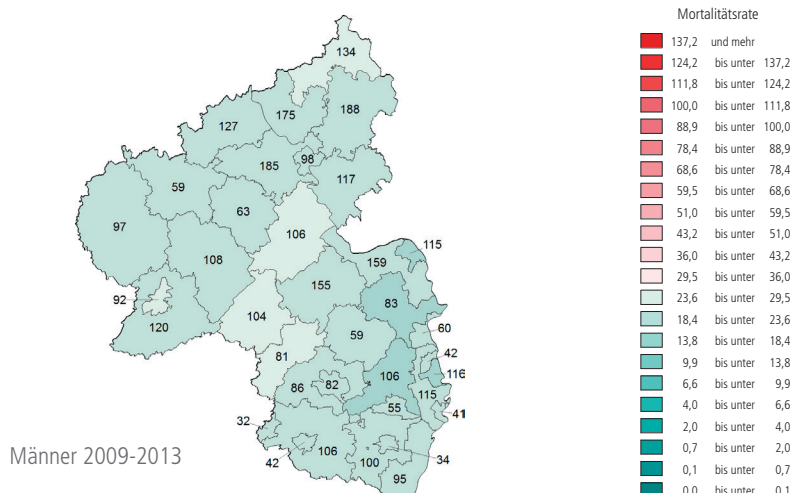 Mortalitätsrate
137,2 und mehr
124,2 bis unter 137,2
111,8 bis unter 124,2
100,0 bis unter 111,8
88,9 bis unter 100,0
78,4 bis unter 88,9
68,6 bis unter 78,4
59,5 bis unter 68,6
51,0 bis unter 59,5
43,2 bis unter 51,0
36,0 bis unter 43,2
29,5 bis unter 36,0
23,6 bis unter 29,5
18,4 bis unter 23,6
13,8 bis unter 18,4
9,9 bis unter 13,8
6,6 bis unter 9,9
4,0 bis unter 6,6
2,0 bis unter 4,0
0,7 bis unter 2,0
0,1 bis unter 0,7
0,0 bis unter 0,1
134
175
188
127
185
98
117
59
63
97
106
108
115
159
155
83
92
120
104
59
60
42
81
116
106
86
82
115
55
41
32
42
106
100
34
95
Männer 2009-2013